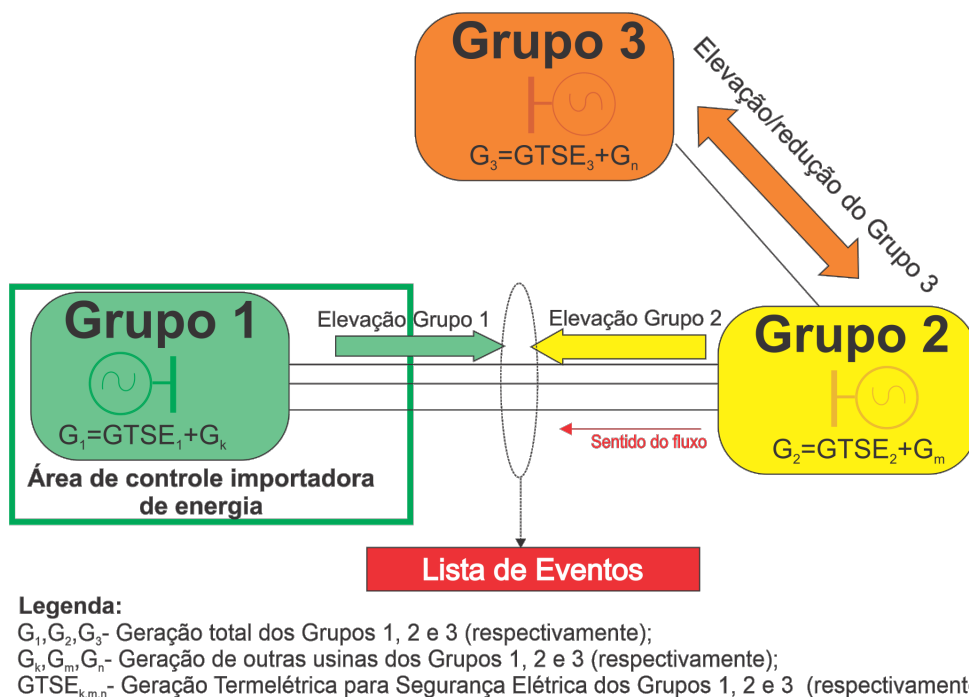 Grupo 3
G₃=GTSE₃+Gₙ
Elevação/redução do Grupo 3
Grupo 1
G₁=GTSE₁+Gₖ
Área de controle importadora
de energia
Elevação Grupo 1
Elevação Grupo 2
Sentido do fluxo
Grupo 2
G₂=GTSE₂+Gₘ
Lista de Eventos
Legenda:
G₁,G₂,G₃- Geração total dos Grupos 1, 2 e 3 (respectivamente);
Gₖ,Gₘ,Gₙ- Geração de outras usinas dos Grupos 1, 2 e 3 (respectivamente);
GTSEₖ,ₘ,ₙ- Geração Termelétrica para Segurança Elétrica dos Grupos 1, 2 e 3 (respectivament